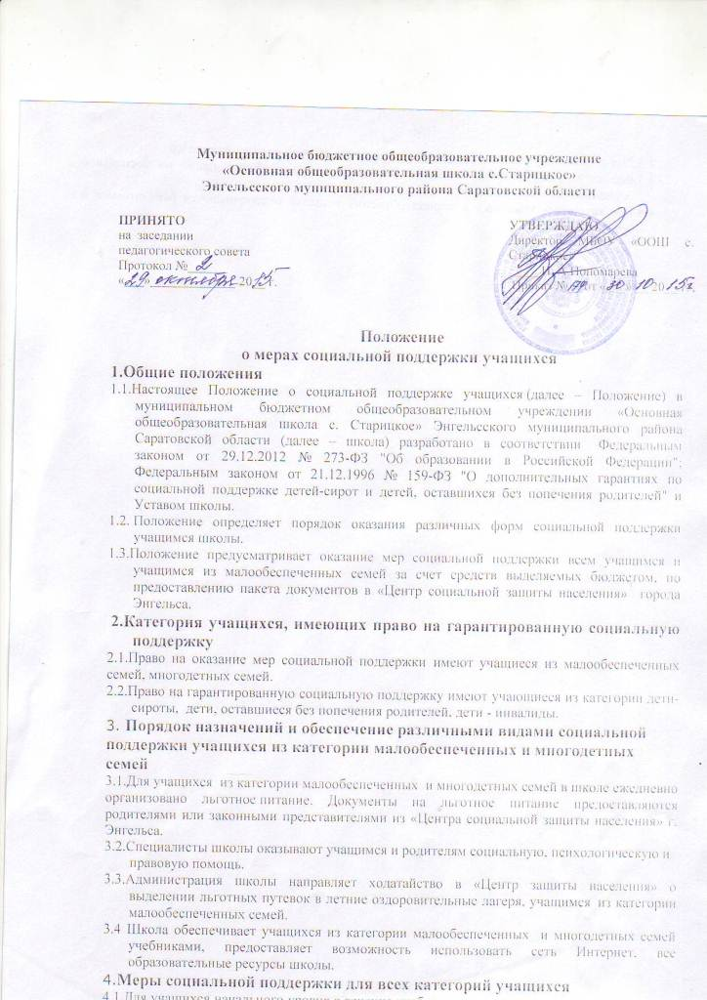 Муниципальное бюджетное общеобразовательное учреждение
«Основная общеобразовательная школа с.Старицкое»
Энгельсского муниципального района Саратовской области
ПРИНЯТО
на заседании
педагогического совета
Протокол № 2
«29» октября 2015г.
УТВЕРЖДАЮ
Директор МБОУ «ООШ с.
Старицкое»
Пономарева
Приказ № от «30» 10 2015г.
Положение
о мерах социальной поддержки учащихся
1.Общие положения
1.1.Настоящее Положение о социальной поддержке учащихся (далее – Положение) в
муниципальном бюджетном общеобразовательном учреждении «Основная
общеобразовательная школа с. Старицкое» Энгельсского муниципального района
Саратовской области (далее – школа) разработано в соответствии Федеральным
законом от 29.12.2012 № 273-ФЗ "Об образовании в Российской Федерации";
Федеральным законом от 21.12.1996 № 159-ФЗ "О дополнительных гарантиях по
социальной поддержке детей-сирот и детей, оставшихся без попечения родителей" и
Уставом школы.
1.2. Положение определяет порядок оказания различных форм социальной поддержки
учащимся школы.
1.3.Положение предусматривает оказание мер социальной поддержки всем учащимся и
учащимся из малообеспеченных семей за счет средств выделяемых бюджетом, по
предоставлению пакета документов в «Центр социальной защиты населения» города
Энгельса.
2.Категория учащихся, имеющих право на гарантированную социальную
поддержку
2.1.Право на оказание мер социальной поддержки имеют учащиеся из малообеспеченных
семей, многодетных семей.
2.2.Право на гарантированную социальную поддержку имеют учающиеся из категории дети-
сироты, дети, оставшиеся без попечения родителей, дети - инвалиды.
3. Порядок назначений и обеспечение различными видами социальной
поддержки учащихся из категории малообеспеченных и многодетных
семей
3.1.Для учащихся из категории малообеспеченных и многодетных семей в школе ежедневно
организовано льготное питание. Документы на льготное питание предоставляются
родителями или законными представителями из «Центра социальной защиты населения» г.
Энгельса.
3.2.Специалисты школы оказывают учащимся и родителям социальную, психологическую и
правовую помощь.
3.3.Администрация школы направляет ходатайство в «Центр защиты населения» о
выделении льготных путевок в летние оздоровительные лагеря, учащимся из категории
малообеспеченных семей.
3.4 Школа обеспечивает учащихся из категории малообеспеченных и многодетных семей
учебниками, предоставляет возможность использовать сеть Интернет, все
образовательные ресурсы школы.
4.Меры социальной поддержки для всех категорий учащихся
4.1.Для учащихся начального уровня